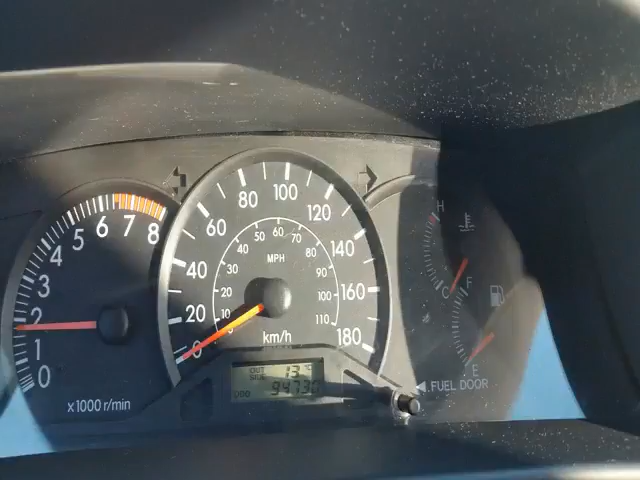 0 1 2 3 4 5 6 7 8
x1000 r/min
0 20 40 60 80 100 120 140 160 180
5 10 20 30 40 50 60 70 80 90 100 110
MPH
km/h
OUT SIDE 13°C
ODO 94730
H
C
F
E
FUEL DOOR